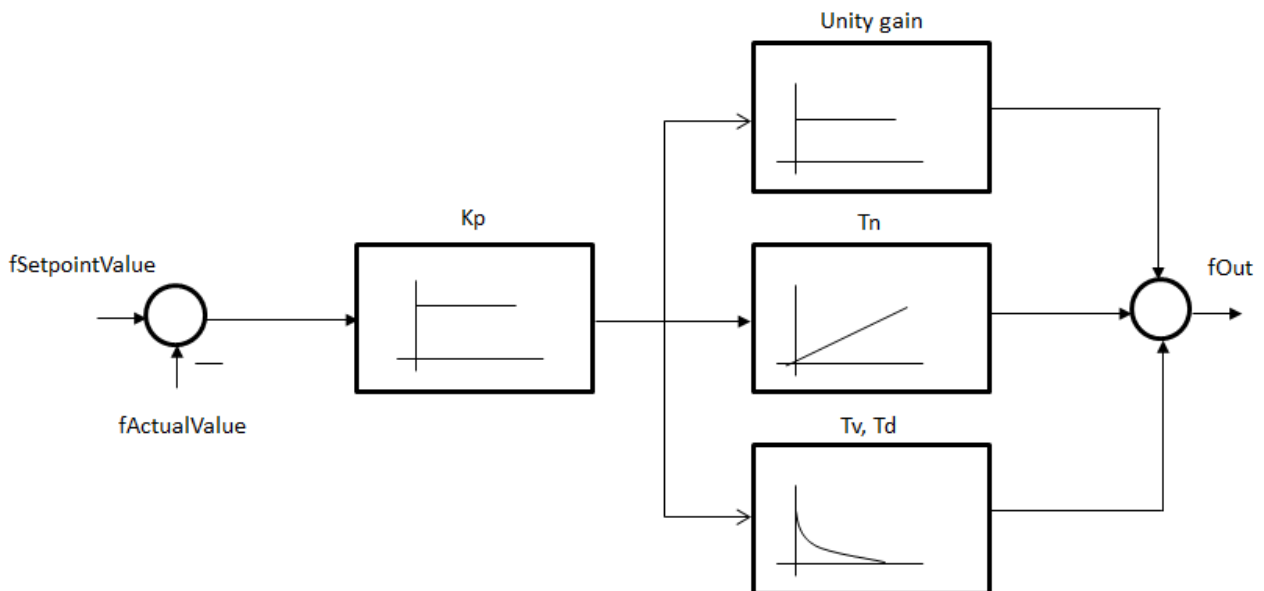 Unity gain
Kp
Tn
fSetpointValue
fOut
fActualValue
Tv, Td